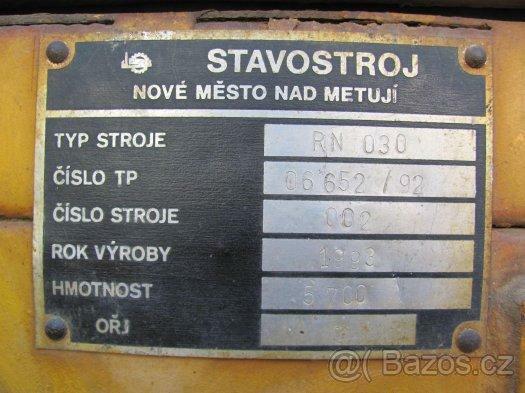 STAVOSTROJ
NOVÉ MĚSTO NAD METUJÍ
TYP STROJE RN 030
ČÍSLO TP 06 652 / 92
ČÍSLO STROJE 002
ROK VÝROBY 1993
HMOTNOST 5 700
OŘJ
@( Bazos.cz